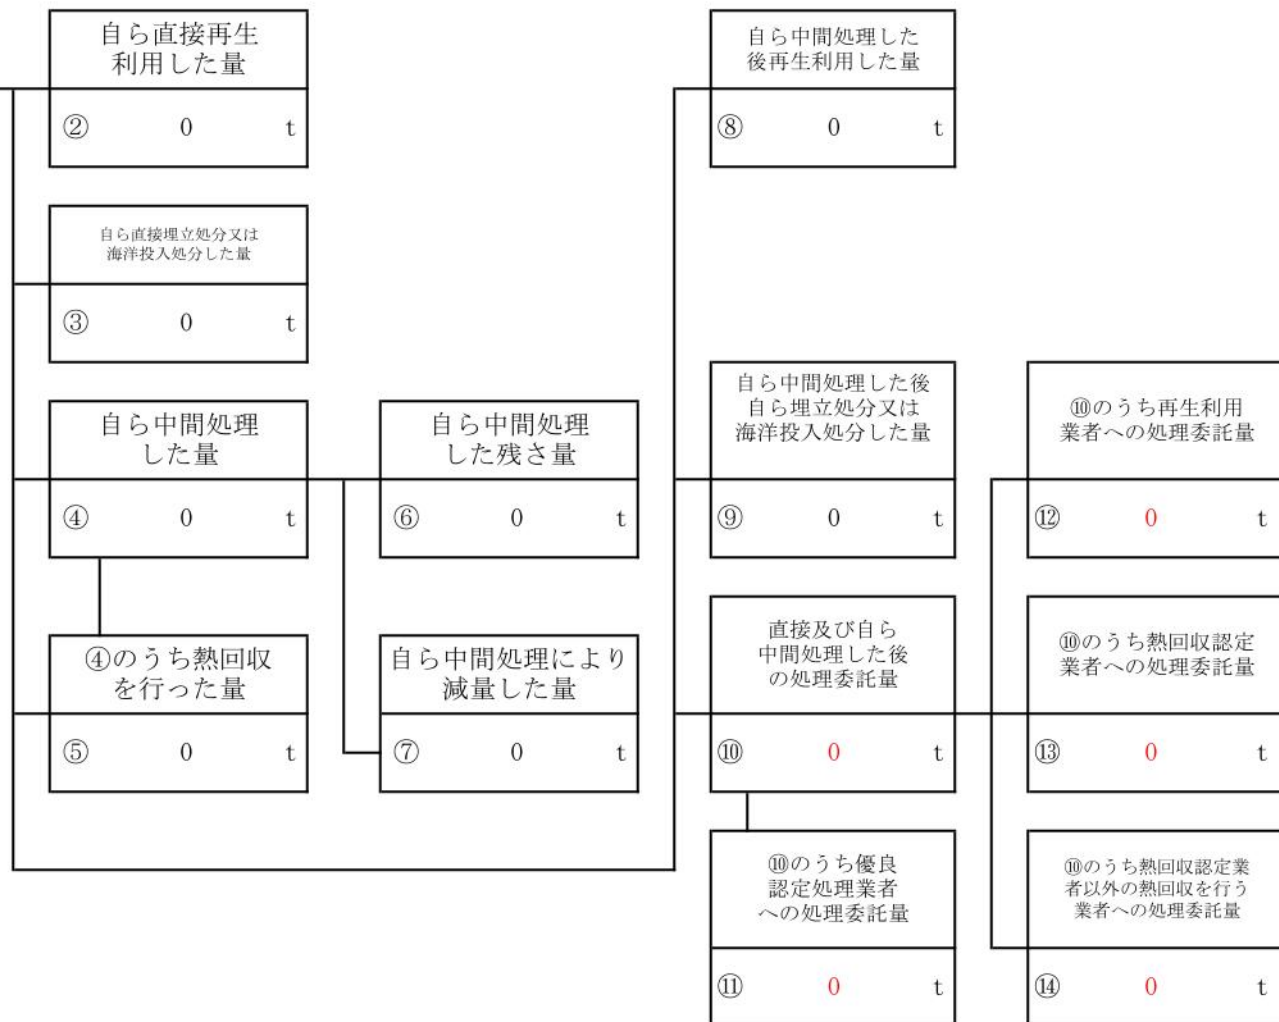 自ら直接再生
利用した量
② 0 t
自ら直接埋立処分又は
海洋投入処分した量
③ 0 t
自ら中間処理
した量
④ 0 t
④のうち熱回収
を行った量
⑤ 0 t
自ら中間処理
した残さ量
⑥ 0 t
自ら中間処理により
減量した量
⑦ 0 t
自ら中間処理した
後再生利用した量
⑧ 0 t
自ら中間処理した後
自ら埋立処分又は
海洋投入処分した量
⑨ 0 t
直接及び自ら
中間処理した後
の処理委託量
⑩ 0 t
⑩のうち優良
認定処理業者
への処理委託量
⑪ 0 t
⑩のうち再生利用
業者への処理委託量
⑫ 0 t
⑩のうち熱回収認定
業者への処理委託量
⑬ 0 t
⑩のうち熱回収認定業
者以外の熱回収を行う
業者への処理委託量
⑭ 0 t